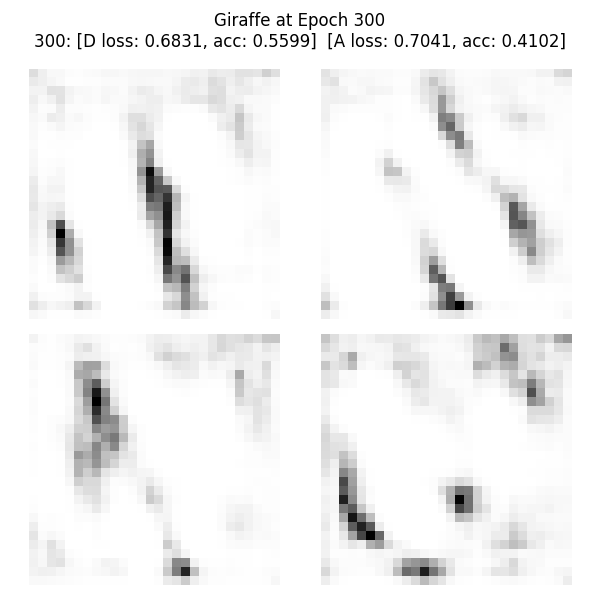 Giraffe at Epoch 300
300: [D loss: 0.6831, acc: 0.5599]  [A loss: 0.7041, acc: 0.4102]